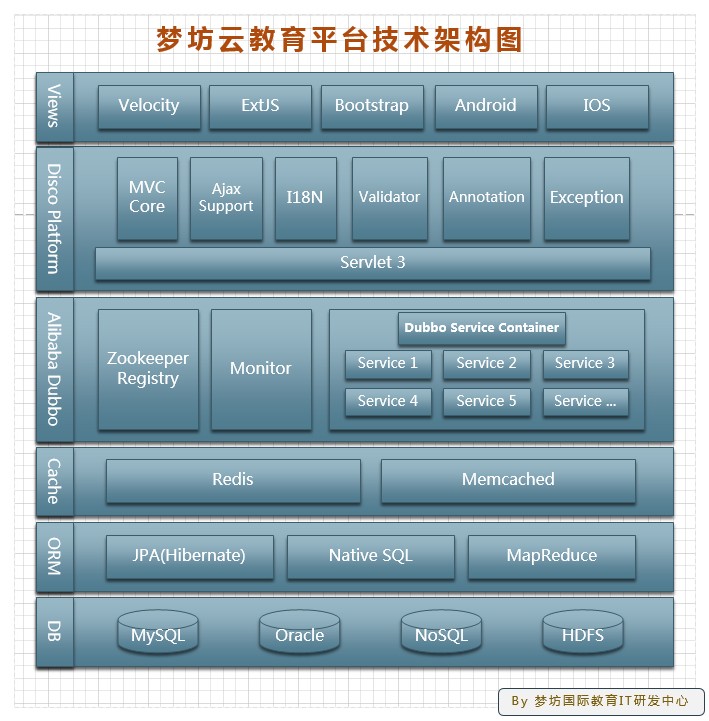 梦坊云教育平台技术架构图
Views
Velocity
ExtJS
Bootstrap
Android
IOS
Disco Platform
MVC
Core
Ajax
Support
I18N
Validator
Annotation
Exception
Servlet 3
Alibaba Dubbo
Zookeeper
Registry
Monitor
Dubbo Service Container
Service 1
Service 2
Service 3
Service 4
Service 5
Service ...
Cache
Redis
Memcached
ORM
JPA(Hibernate)
Native SQL
MapReduce
DB
MySQL
Oracle
NoSQL
HDFS
By 梦坊国际教育IT研发中心